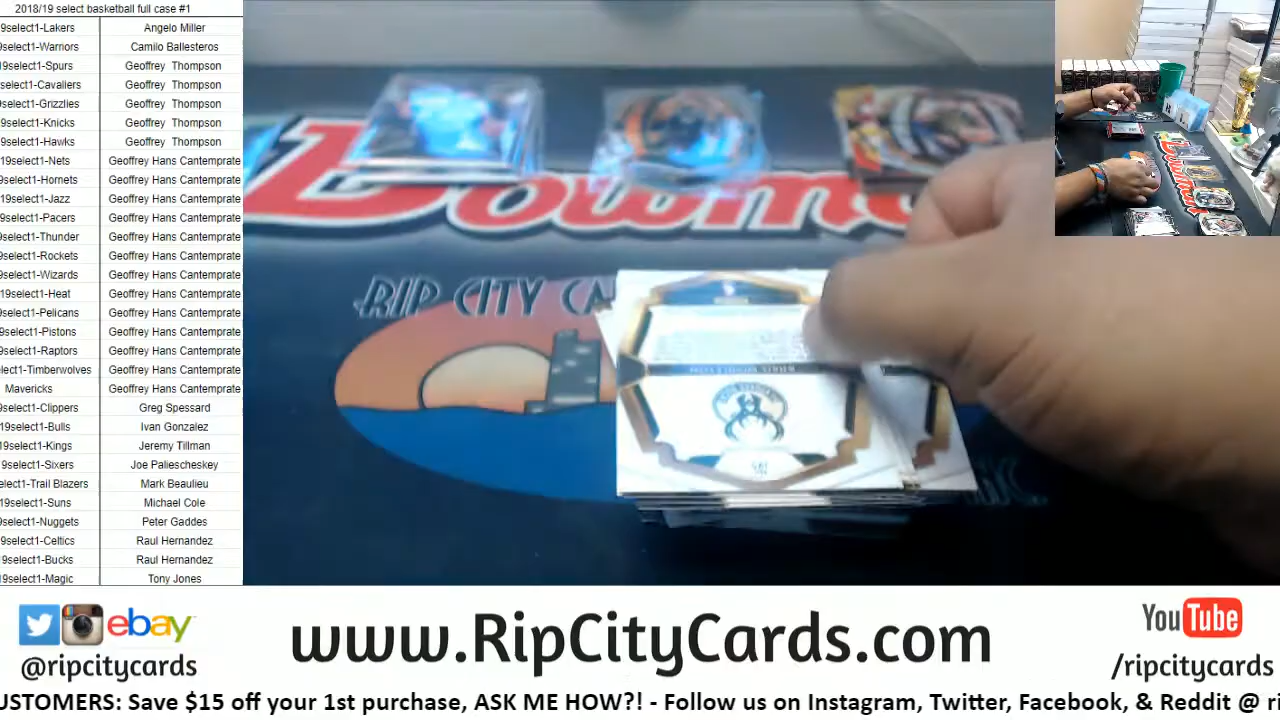 2018/19 select basketball full case #1
9select1-Lakers Angelo Miller
9select1-Warriors Camilo Ballesteros
19select1-Spurs Geoffrey Thompson
select1-Cavaliers Geoffrey Thompson
9select1-Grizzlies Geoffrey Thompson
9select1-Knicks Geoffrey Thompson
9select1-Hawks Geoffrey Thompson
19select1-Nets Geoffrey Hans Cantemprate
9select1-Hornets Geoffrey Hans Cantemprate
19select1-Jazz Geoffrey Hans Cantemprate
9select1-Pacers Geoffrey Hans Cantemprate
9select1-Thunder Geoffrey Hans Cantemprate
9select1-Rockets Geoffrey Hans Cantemprate
9select1-Wizards Geoffrey Hans Cantemprate
19select1-Heat Geoffrey Hans Cantemprate
9select1-Pelicans Geoffrey Hans Cantemprate
9select1-Pistons Geoffrey Hans Cantemprate
9select1-Raptors Geoffrey Hans Cantemprate
elect1-Timberwolves Geoffrey Hans Cantemprate
Mavericks Geoffrey Hans Cantemprate
9select1-Clippers Greg Spessard
19select1-Bulls Ivan Gonzalez
19select1-Kings Jeremy Tillman
9select1-Sixers Joe Paliescheskey
elect1-Trail Blazers Mark Beaulieu
19select1-Suns Michael Cole
9select1-Nuggets Peter Gaddes
9select1-Celtics Raul Hernandez
19select1-Bucks Raul Hernandez
19select1-Magic Tony Jones
Bowm
RIP CITY CA
ebay
@ripcitycards
www.RipCityCards.com
YouTube
/ripcitycards
USTOMERS: Save $15 off your 1st purchase, ASK ME HOW?! - Follow us on Instagram, Twitter, Facebook, & Reddit @ ri